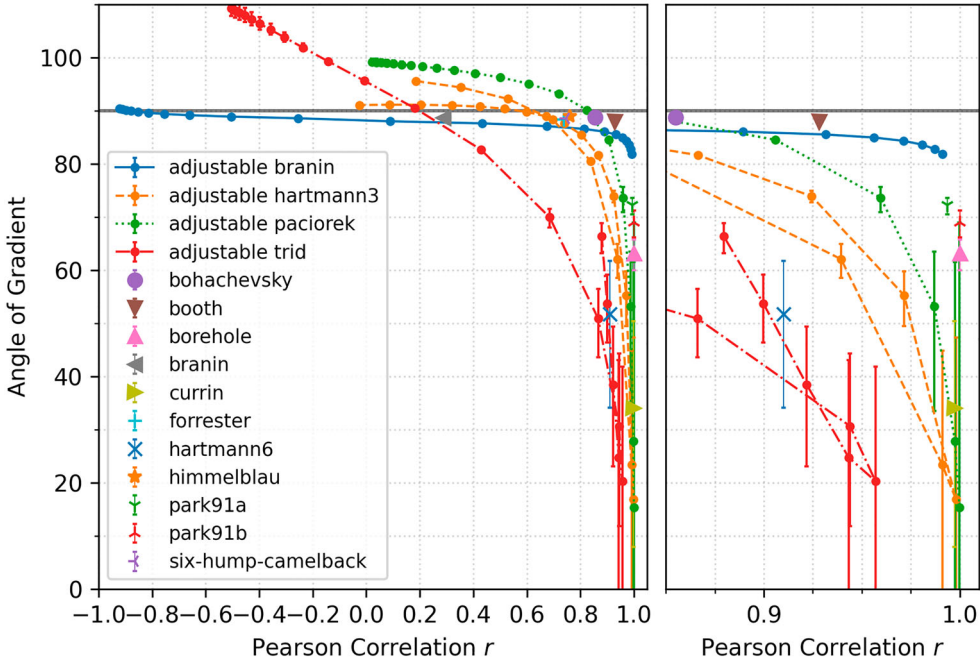 100
80
60
40
20
0
Angle of Gradient
adjustable branin
adjustable hartmann3
adjustable paciorek
adjustable trid
bohachevsky
booth
borehole
branin
currin
forrester
hartmann6
himmelblau
park91a
park91b
six-hump-camelback
−1.0−0.8−0.6−0.4−0.2 0.0 0.2 0.4 0.6 0.8 1.0
0.9 1.0
Pearson Correlation r
Pearson Correlation r